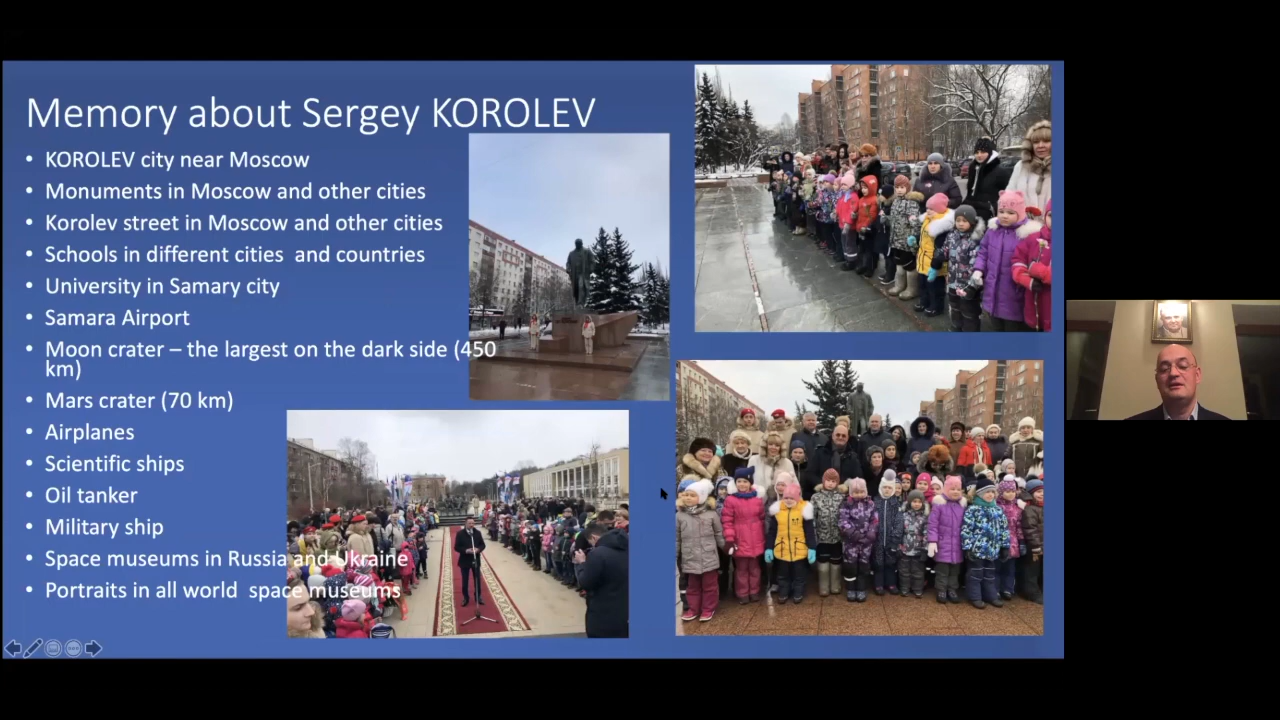 Memory about Sergey KOROLEV
• KOROLEV city near Moscow
• Monuments in Moscow and other cities
• Korolev street in Moscow and other cities
• Schools in different cities  and countries
• University in Samary city
• Samara Airport
• Moon crater – the largest on the dark side (450
km)
• Mars crater (70 km)
• Airplanes
• Scientific ships
• Oil tanker
• Military ship
• Space museums in Russia and Ukraine
• Portraits in all world  space museums